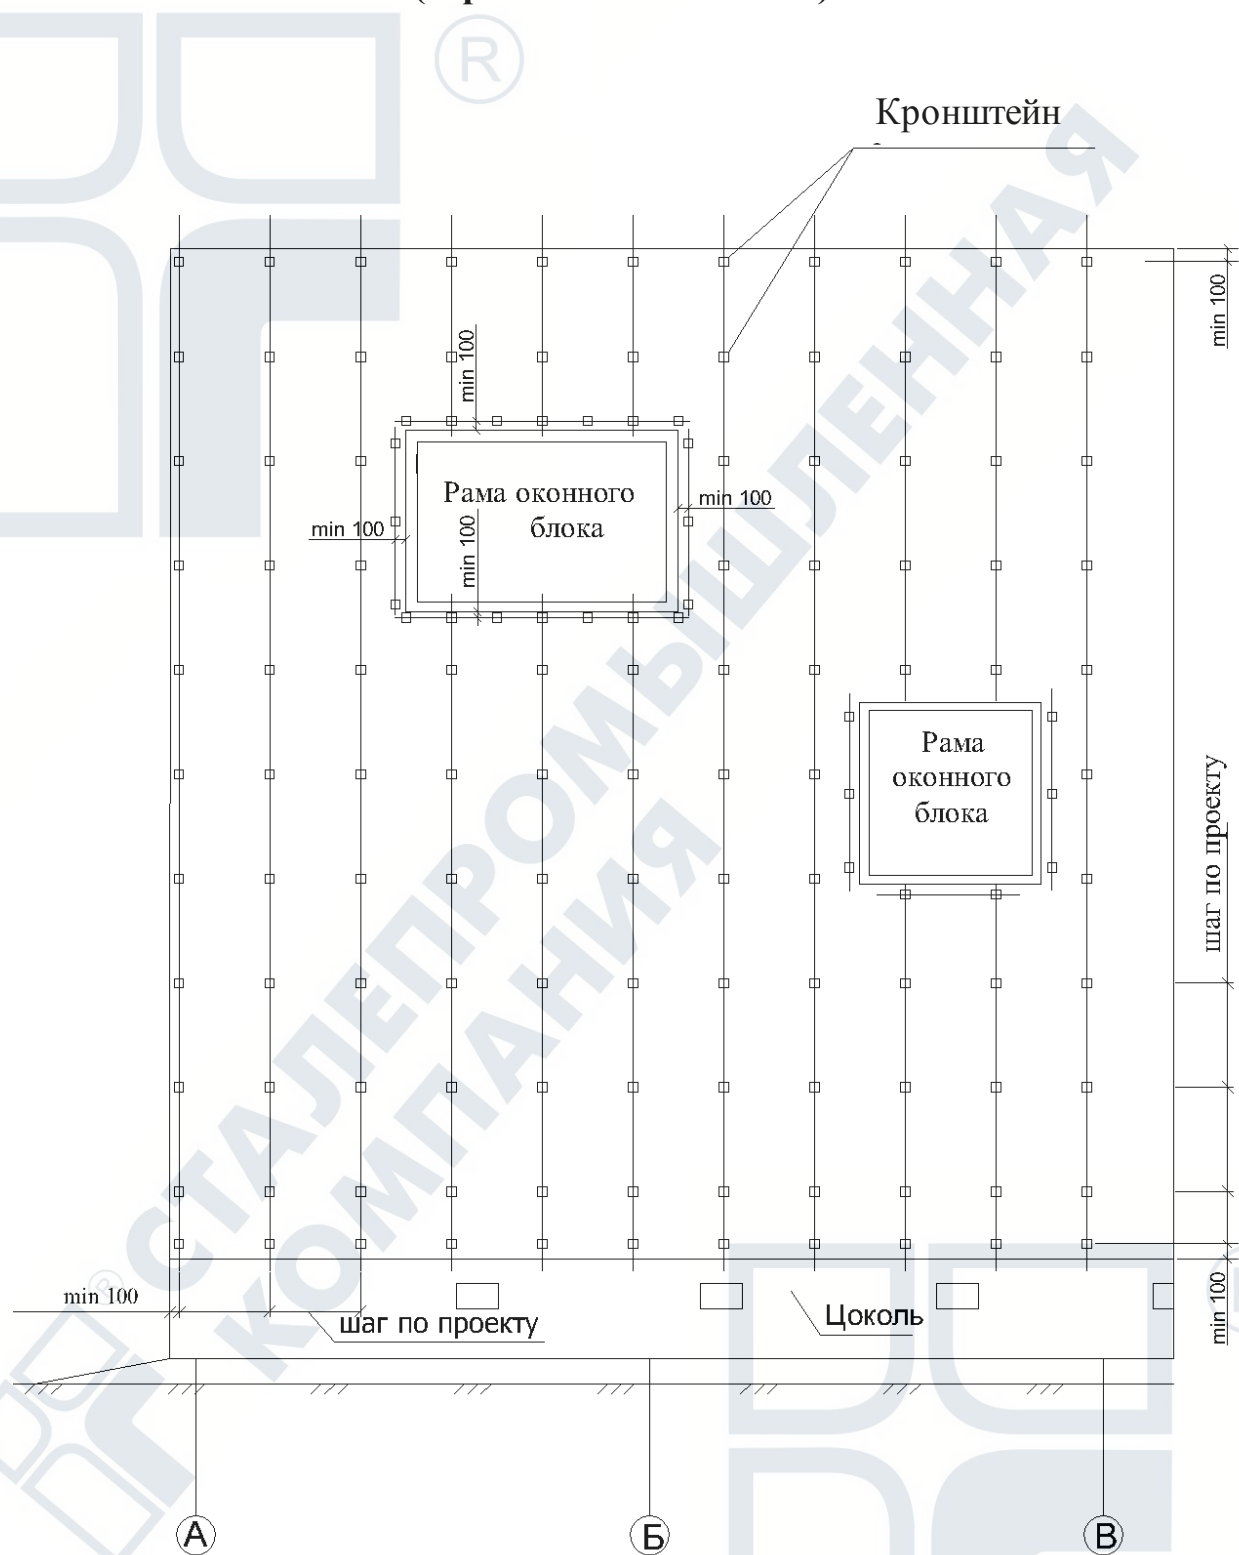 ®
Кронштейн
min 100
min 100
Рама оконного
блока
min 100
min 100
min 100
Рама
оконного
блока
шаг по проекту
СТАЛЕПРОМЫШЛЕННАЯ
КОМПАНИЯ
®
min 100
шаг по проекту
Цоколь
min 100
А
Б
В